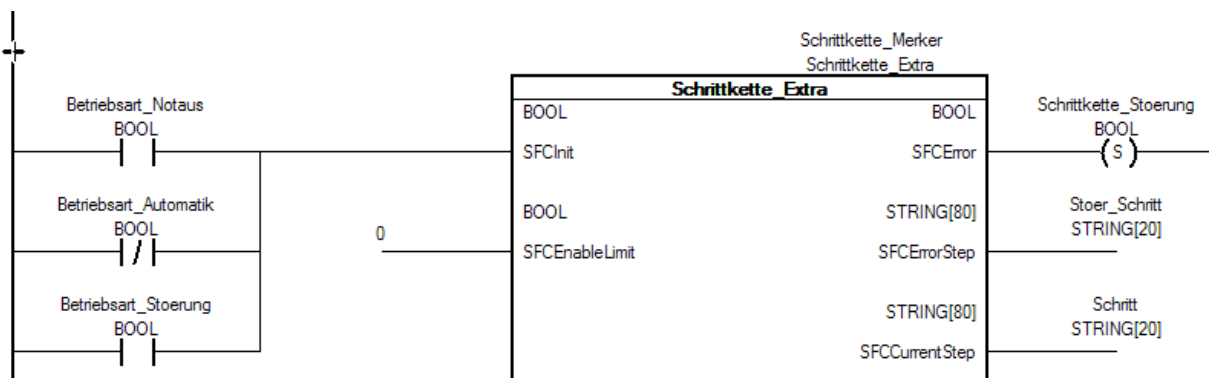 Schrittkette_Merker
Schrittkette_Extra
Schrittkette_Extra
Betriebsart_Notaus
BOOL
BOOL
BOOL
Schrittkette_Stoerung
BOOL
SFCInit
SFCError
S
Betriebsart_Automatik
BOOL
0
BOOL
STRING[80]
Stoer_Schritt
STRING[20]
SFCEnableLimit
SFCErrorStep
Betriebsart_Stoerung
BOOL
STRING[80]
Schritt
STRING[20]
SFCCurrentStep